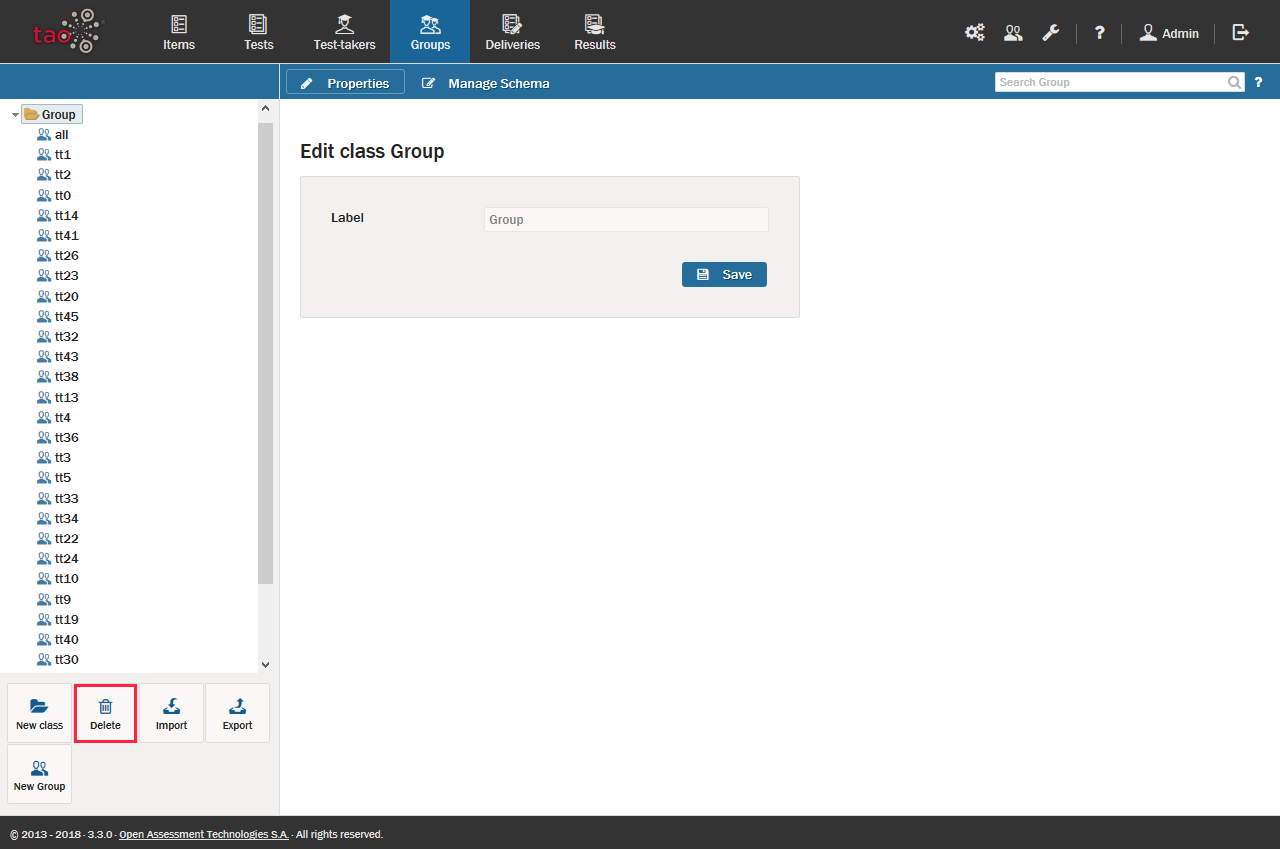 tao
Items
Tests
Test-takers
Groups
Deliveries
Results
?
Admin
Properties
Manage Schema
Search Group
?
Group
all
tt1
tt2
tt0
tt14
tt41
tt26
tt23
tt20
tt45
tt32
tt43
tt38
tt13
tt4
tt36
tt3
tt5
tt33
tt34
tt22
tt24
tt10
tt9
tt19
tt40
tt30
Edit class Group
Label
Group
Save
New class
Delete
Import
Export
New Group
© 2013 - 2018 · 3.3.0 · Open Assessment Technologies S.A. · All rights reserved.